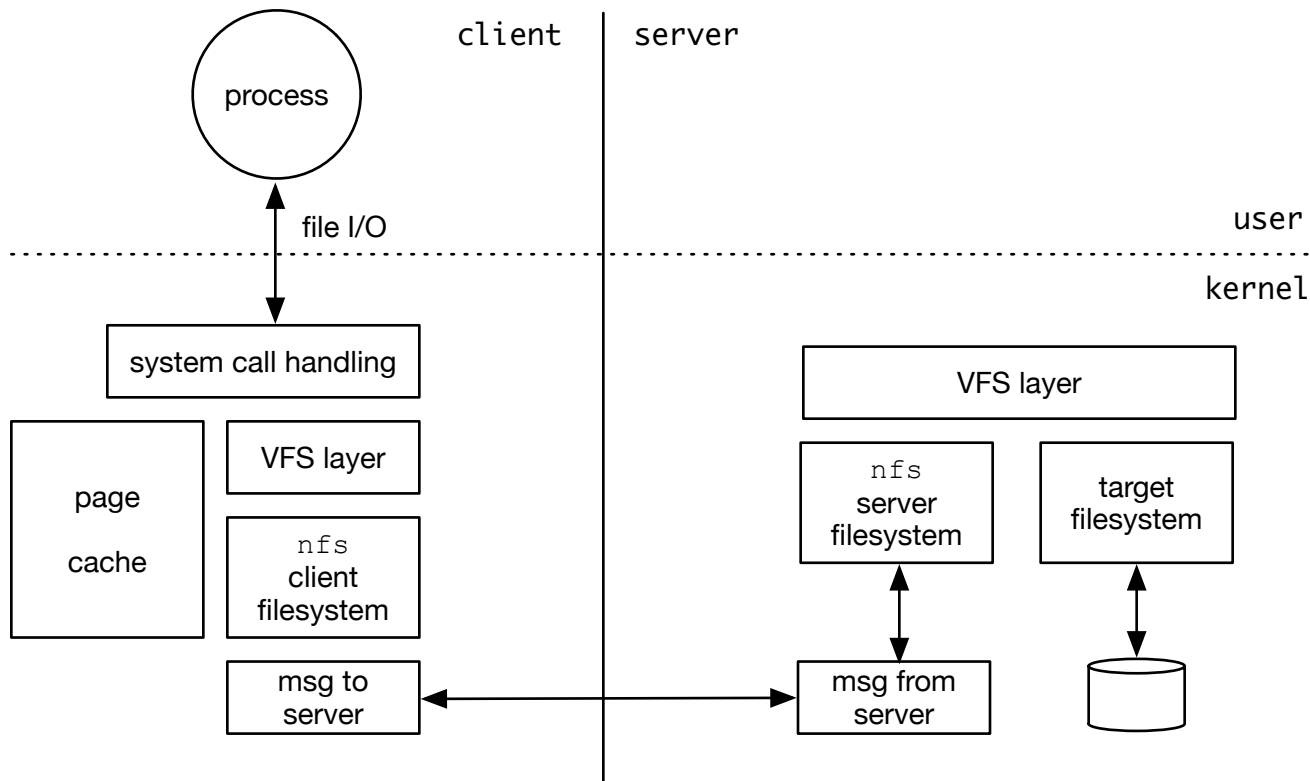 client
server
process
file I/O
user
kernel
system call handling
VFS layer
page
cache
nfs
client
filesystem
msg to
server
VFS layer
nfs
server
filesystem
target
filesystem
msg from
server